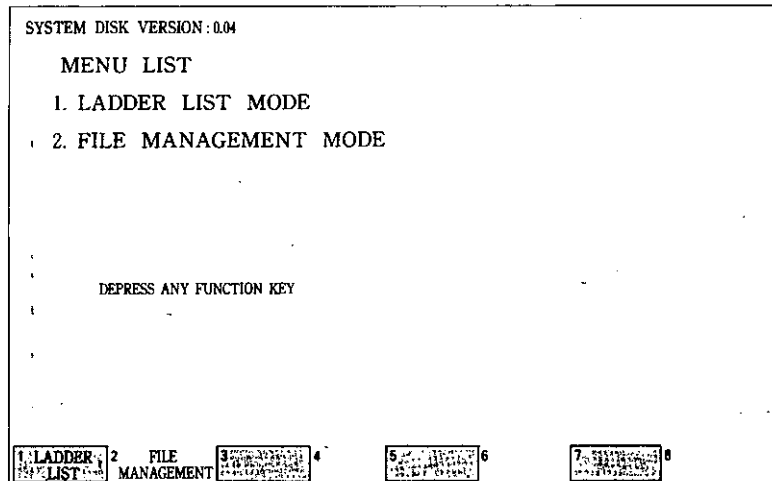 SYSTEM DISK VERSION : 0.04
MENU LIST
1. LADDER LIST MODE
2. FILE MANAGEMENT MODE
DEPRESS ANY FUNCTION KEY
1 LADDER 2 FILE 3 4 5 6 7 8
LIST MANAGEMENT